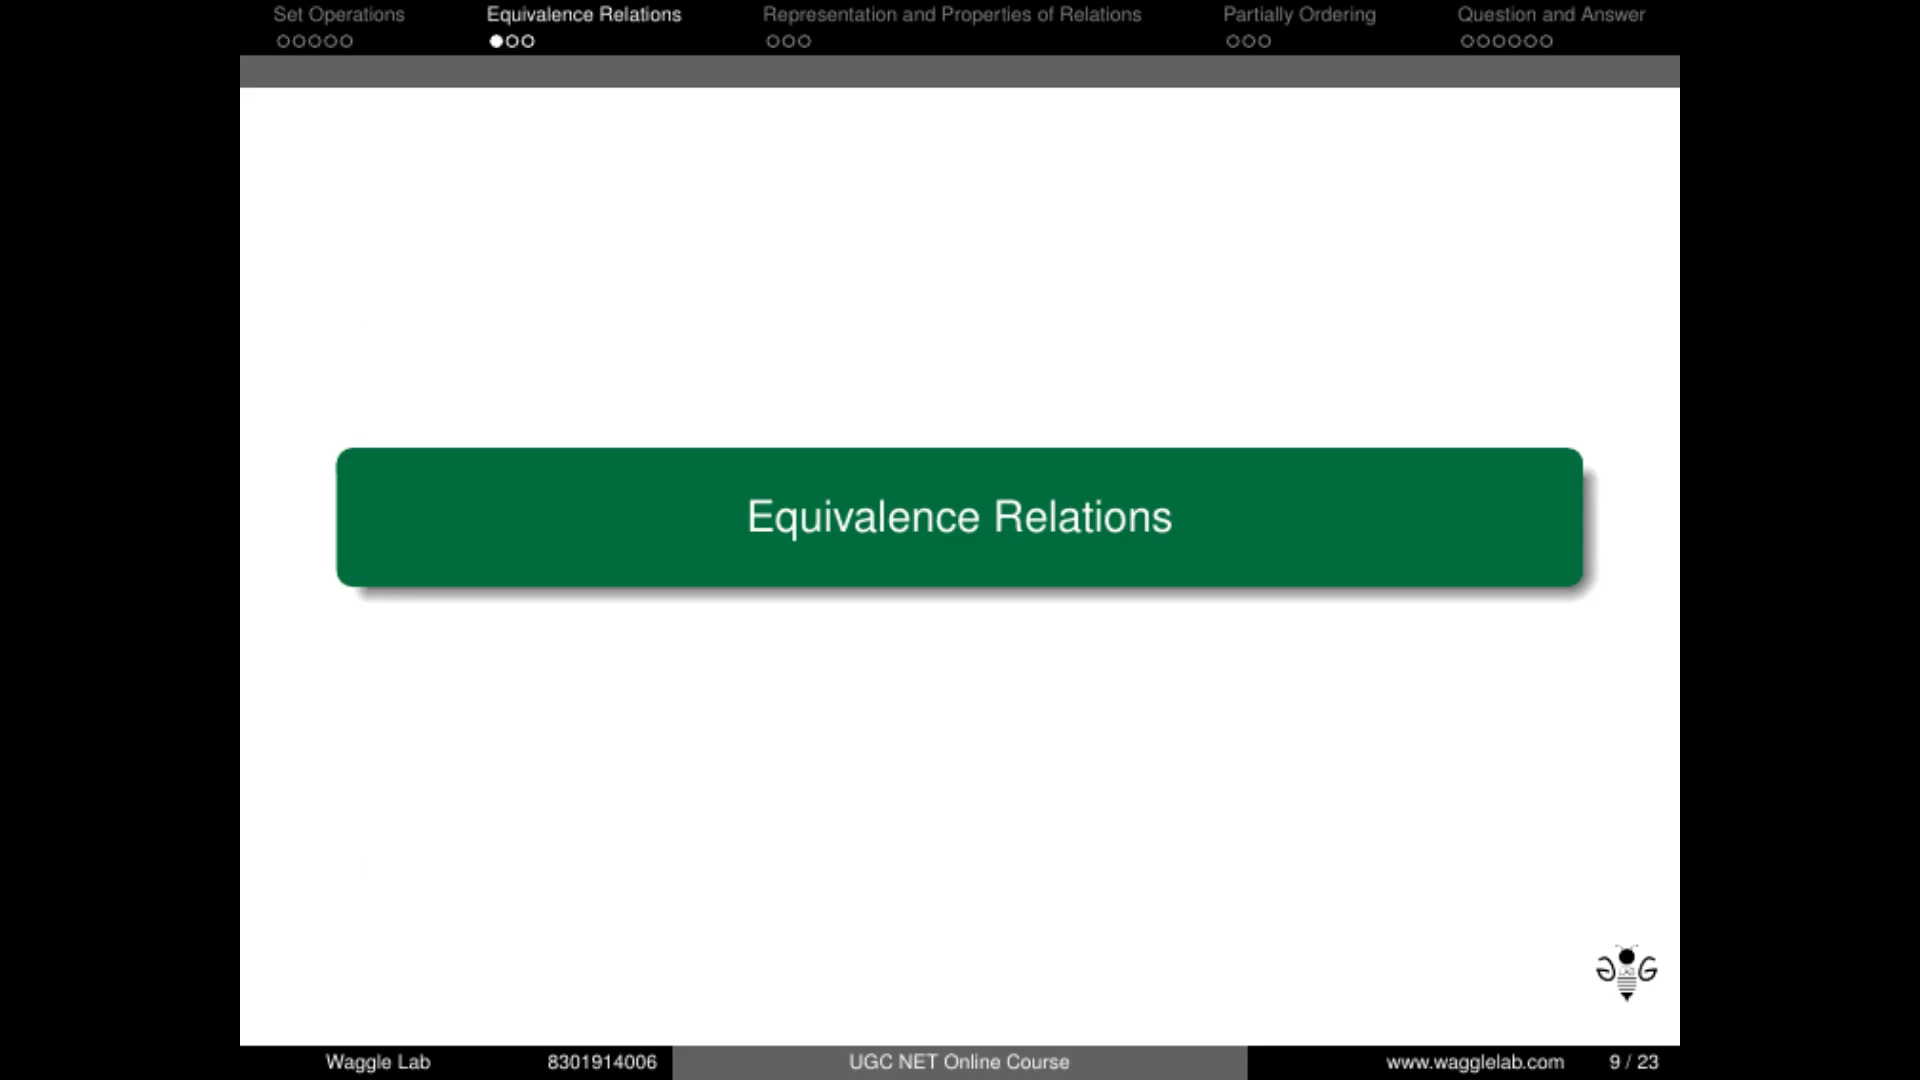 Set Operations Equivalence Relations Representation and Properties of Relations Partially Ordering Question and Answer
Equivalence Relations
Waggle Lab 8301914006 UGC NET Online Course www.wagglelab.com 9 / 23